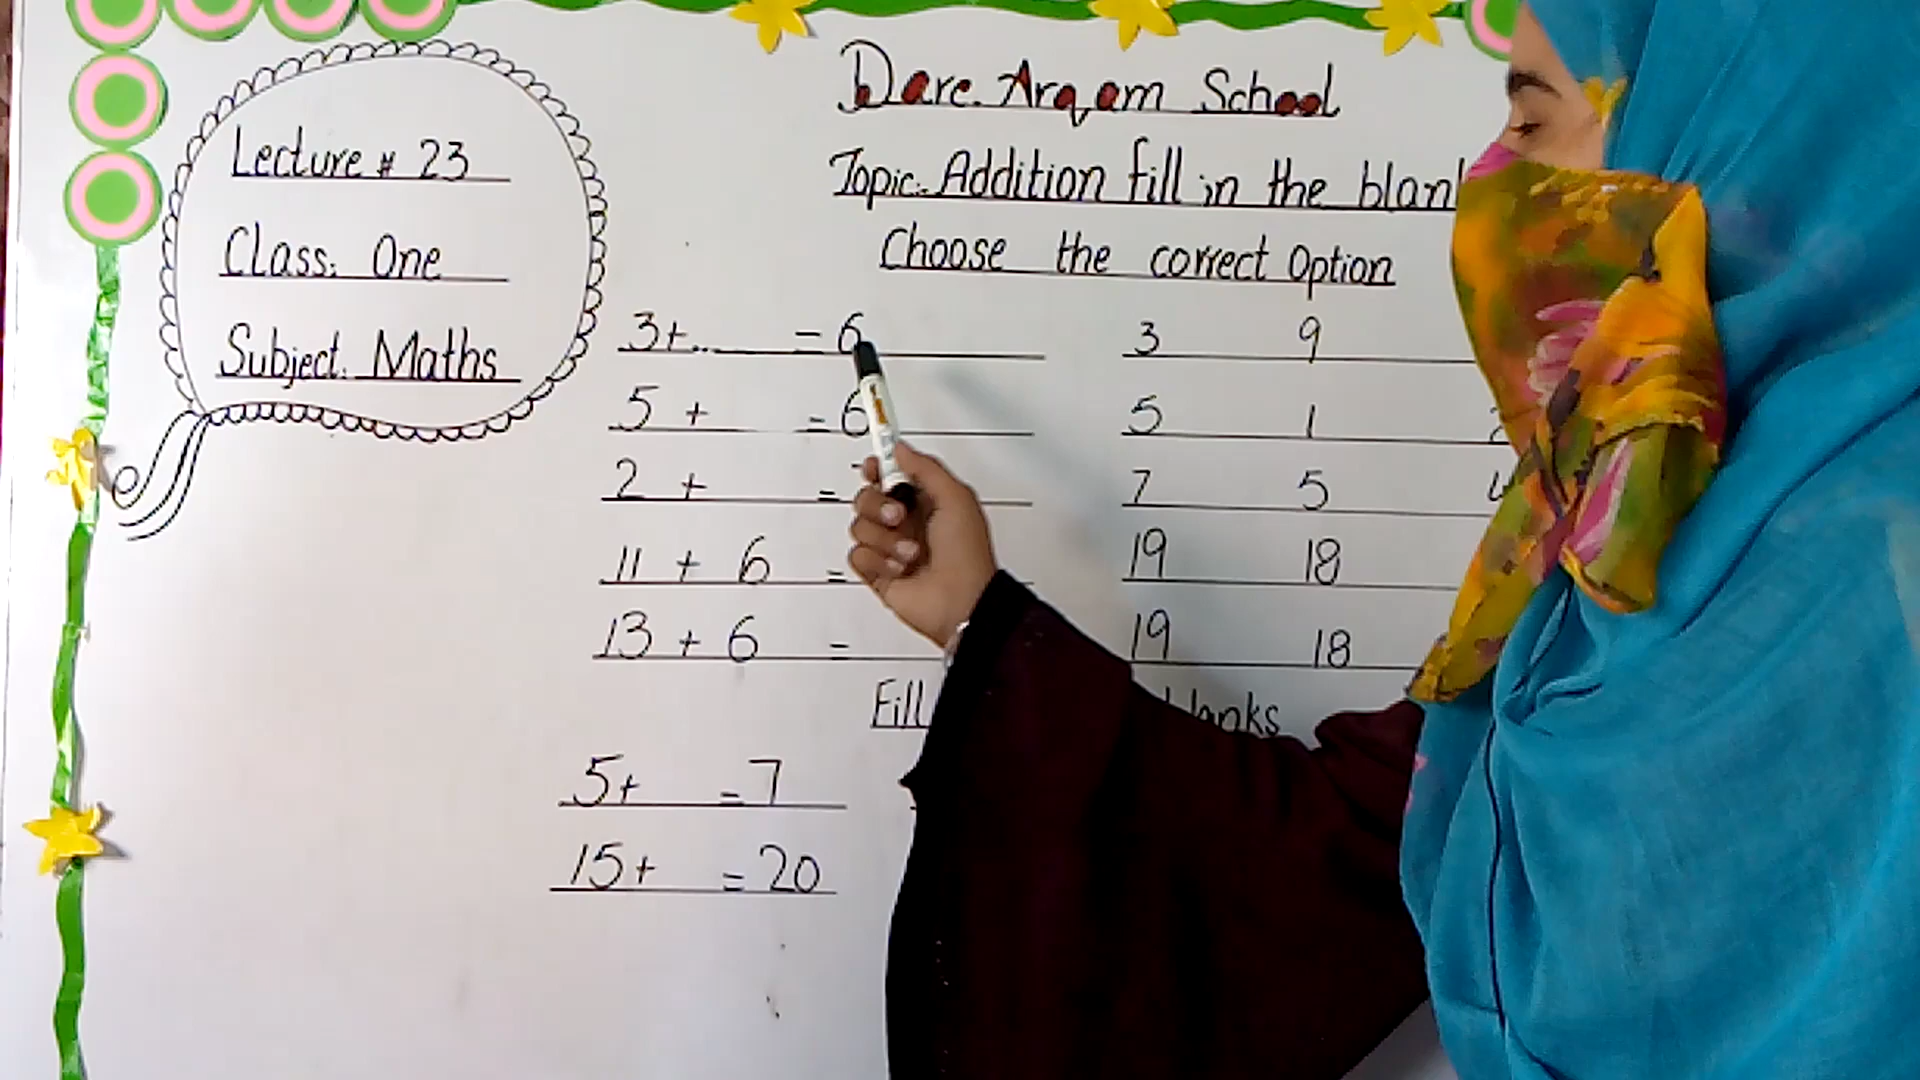 Lecture # 23
Class: One
Subject. Maths
Dare. Arqam School
Topic: Addition fill in the
Choose the correct option
3+.. = 6 3 9
5 + = 6 5 1
2 + = 7 5
11 + 6 = 19 18
13 + 6 = 19 18
Fill
5+ = 7
15+ = 20